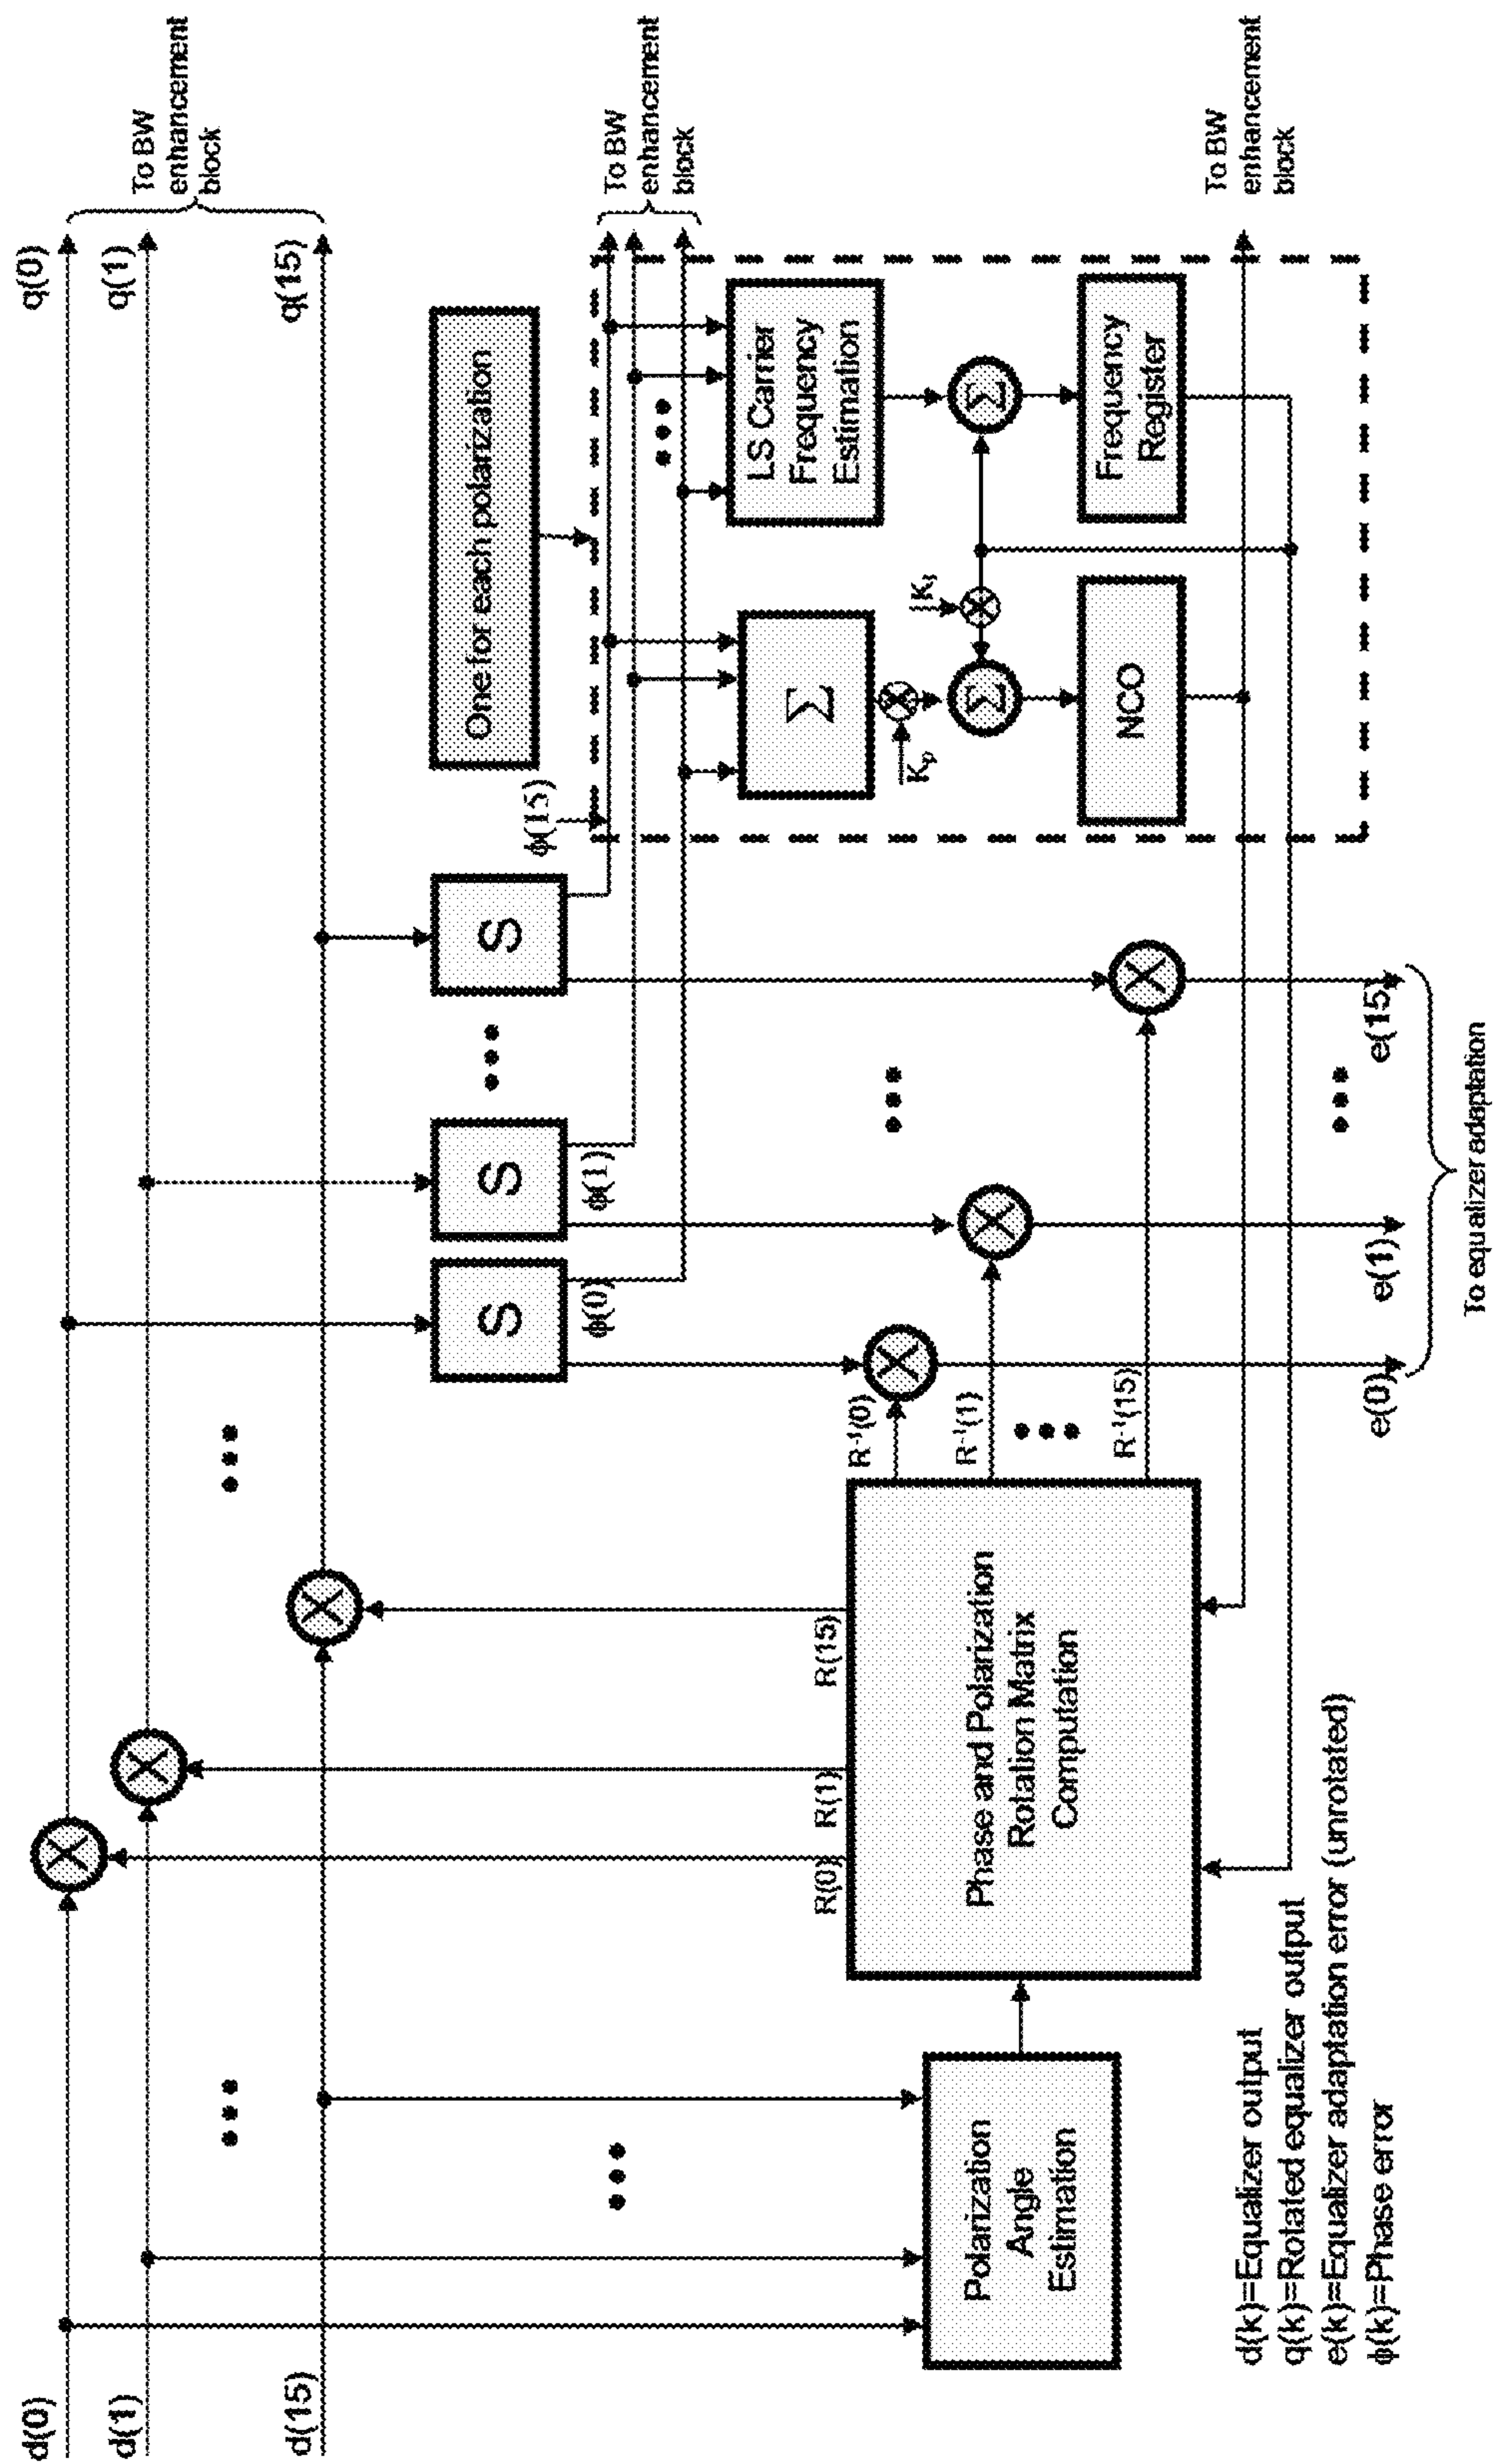 d(0)
q(0)
d(1)
q(1)
To BW
enhancement
block
d(15)
q(15)
One for each polarization
S
S
S
ϕ(0)
ϕ(1)
ϕ(15)
To BW
enhancement
block
Σ
LS Carrier
Frequency
Estimation
Kp
KI
Σ
Σ
NCO
Frequency
Register
To BW
enhancement
block
R(0)
R(1)
R(15)
Polarization
Angle
Estimation
Phase and Polarization
Rotation Matrix
Computation
R⁻¹(0)
R⁻¹(1)
R⁻¹(15)
e(0)
e(1)
e(15)
To equalizer adaptation
d(k)=Equalizer output
q(k)=Rotated equalizer output
e(k)=Equalizer adaptation error (unrotated)
ϕ(k)=Phase error